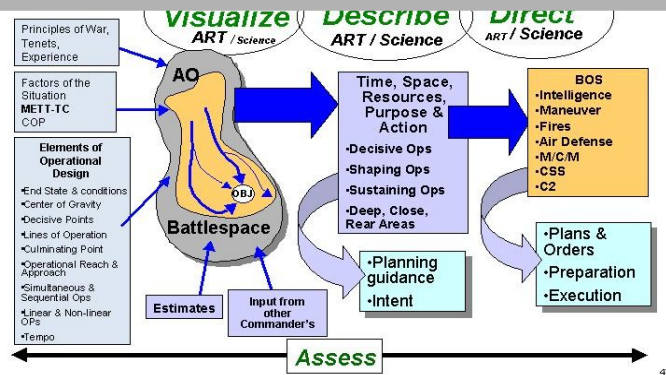 Visualize
ART / Science
Describe
ART / Science
Direct
ART / Science
Principles of War,
Tenets,
Experience
Factors of the
Situation
METT-TC
COP
Elements of
Operational
Design
•End State & conditions
•Center of Gravity
•Decisive Points
•Lines of Operation
•Culminating Point
•Operational Reach &
Approach
•Simultaneous &
Sequential Ops
•Linear & Non-linear
OPs
•Tempo
AO
OBJ
Battlespace
Estimates
Input from
other
Commander's
Time, Space,
Resources,
Purpose &
Action
•Decisive Ops
•Shaping Ops
•Sustaining Ops
•Deep, Close,
Rear Areas
•Planning
guidance
•Intent
BOS
•Intelligence
•Maneuver
•Fires
•Air Defense
•M/C/M
•CSS
•C2
•Plans &
Orders
•Preparation
•Execution
Assess
4